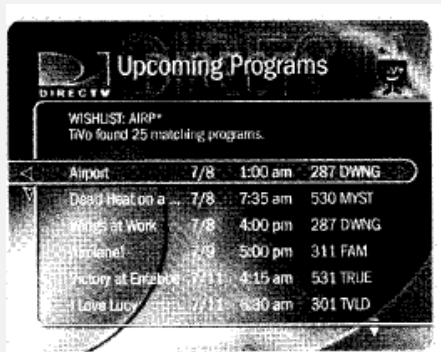 Upcoming Programs
DIRECTV
WISHLIST: AIRP*
TiVo found 25 matching programs.
Airport 7/8 1:00 am 287 DWNG
Dead Heat on a ... 7/8 7:35 am 530 MYST
Wings at Work 7/8 4:00 pm 287 DWNG
Airplane! 7/9 5:00 pm 311 FAM
Victory at Entebbe 7/11 4:15 am 531 TRUE
I Love Lucy 7/11 6:30 am 301 TVLD